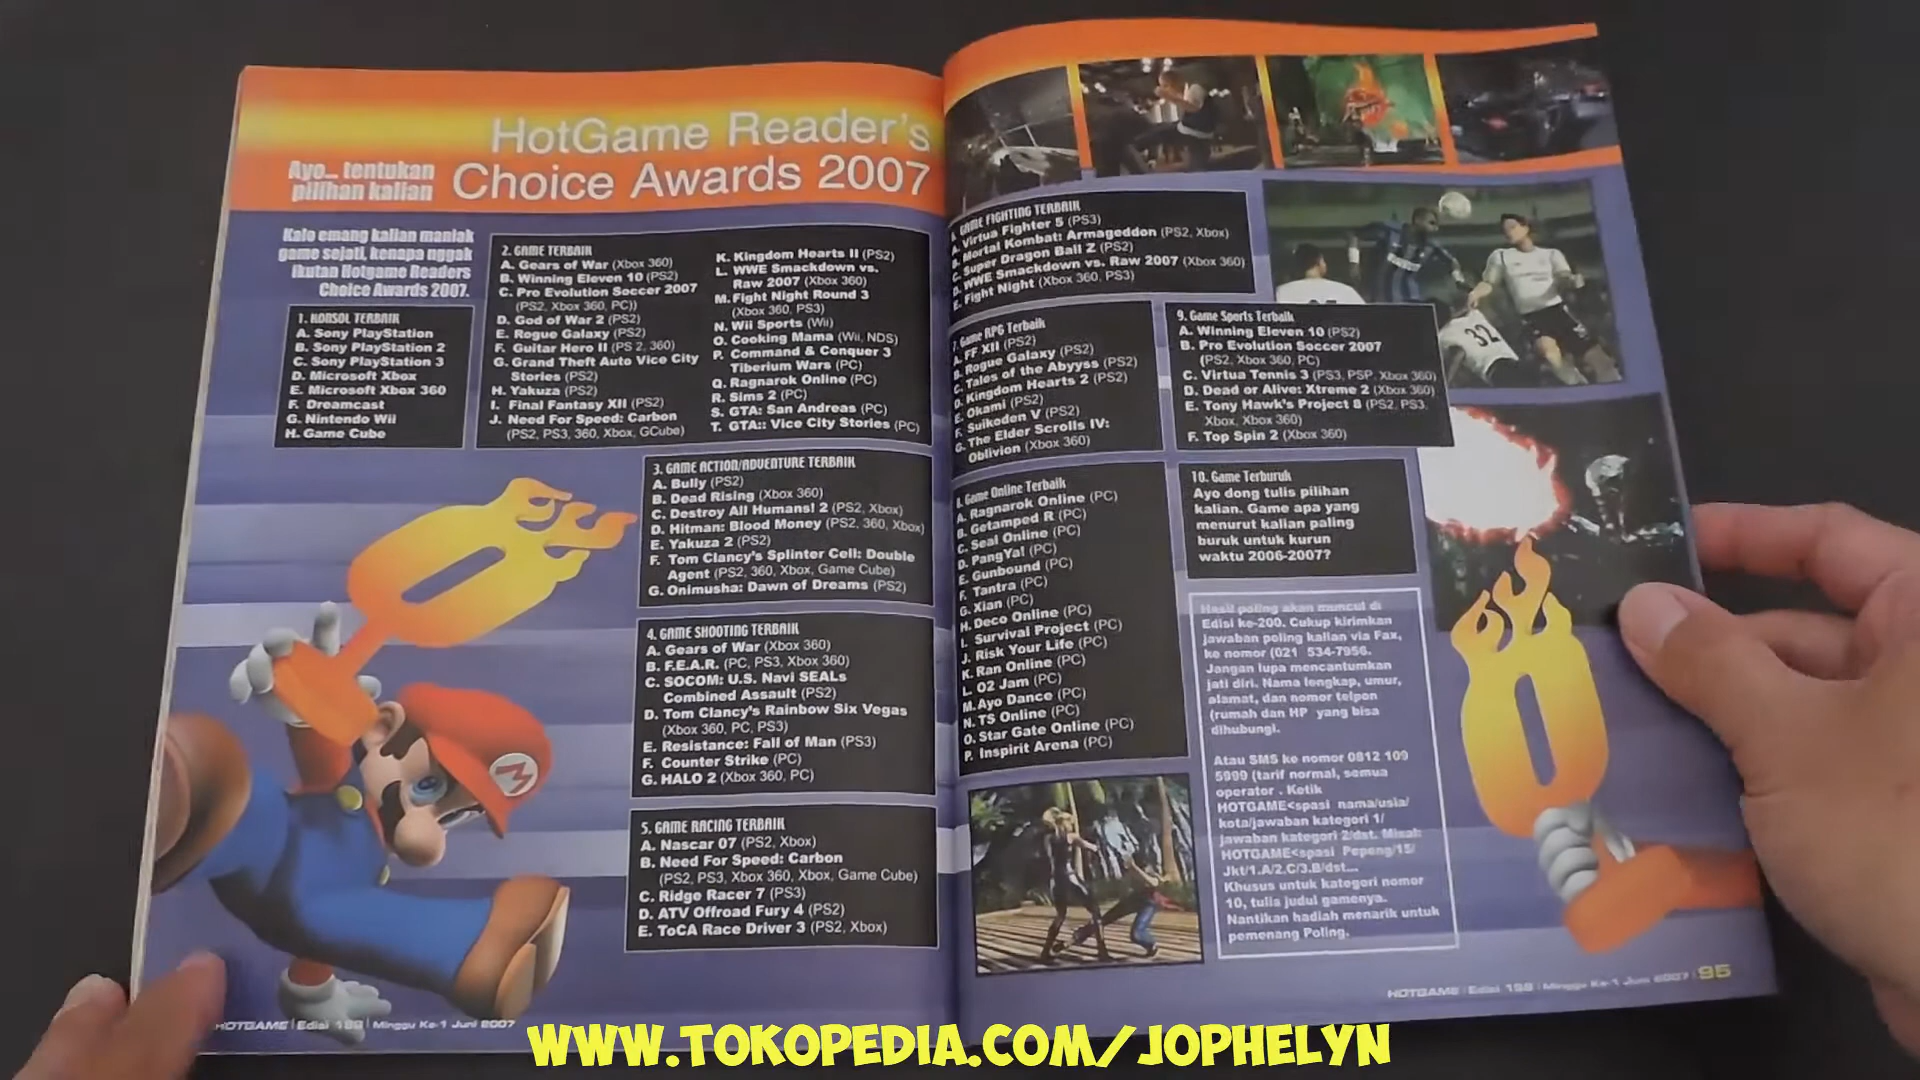 HotGame Reader's
Choice Awards 2007
Ayo... tentukan
pilihan kalian
Kalo emang kalian maniak
game sejati, kenapa nggak
ikutan Hotgame Readers
Choice Awards 2007.
1. KONSOL TERBAIK
A. Sony PlayStation
B. Sony PlayStation 2
C. Sony PlayStation 3
D. Microsoft Xbox
E. Microsoft Xbox 360
F. Dreamcast
G. Nintendo Wii
H. Game Cube
2. GAME TERBAIK
A. Gears of War (Xbox 360)
B. Winning Eleven 10 (PS2)
C. Pro Evolution Soccer 2007
(PS2, Xbox 360, PC))
D. God of War 2 (PS2)
E. Rogue Galaxy (PS2)
F. Guitar Hero II (PS 2, 360)
G. Grand Theft Auto Vice City
Stories (PS2)
H. Yakuza (PS2)
I. Final Fantasy XII (PS2)
J. Need For Speed: Carbon
(PS2, PS3, 360, Xbox, GCube)
K. Kingdom Hearts II (PS2)
L. WWE Smackdown vs.
Raw 2007 (Xbox 360)
M. Fight Night Round 3
(Xbox 360, PS3)
N. Wii Sports (Wii)
O. Cooking Mama (Wii, NDS)
P. Command & Conquer 3
Tiberium Wars (PC)
Q. Ragnarok Online (PC)
R. Sims 2 (PC)
S. GTA: San Andreas (PC)
T. GTA:: Vice City Stories (PC)
3. GAME ACTION/ADVENTURE TERBAIK
A. Bully (PS2)
B. Dead Rising (Xbox 360)
C. Destroy All Humans! 2 (PS2, Xbox)
D. Hitman: Blood Money (PS2, 360, Xbox)
E. Yakuza 2 (PS2)
F. Tom Clancy's Splinter Cell: Double
Agent (PS2, 360, Xbox, Game Cube)
G. Onimusha: Dawn of Dreams (PS2)
4. GAME SHOOTING TERBAIK
A. Gears of War (Xbox 360)
B. F.E.A.R. (PC, PS3, Xbox 360)
C. SOCOM: U.S. Navi SEALs
Combined Assault (PS2)
D. Tom Clancy's Rainbow Six Vegas
(Xbox 360, PC, PS3)
E. Resistance: Fall of Man (PS3)
F. Counter Strike (PC)
G. HALO 2 (Xbox 360, PC)
5. GAME RACING TERBAIK
A. Nascar 07 (PS2, Xbox)
B. Need For Speed: Carbon
(PS2, PS3, Xbox 360, Xbox, Game Cube)
C. Ridge Racer 7 (PS3)
D. ATV Offroad Fury 4 (PS2)
E. ToCA Race Driver 3 (PS2, Xbox)
M
HOTGAME | Edisi 198 | Minggu Ke-1 Juni 2007
6. GAME FIGHTING TERBAIK
A. Virtua Fighter 5 (PS3)
B. Mortal Kombat: Armageddon (PS2, Xbox)
C. Super Dragon Ball Z (PS2)
D. WWE Smackdown vs. Raw 2007 (Xbox 360)
E. Fight Night (Xbox 360, PS3)
7. Game RPG Terbaik
A. FF XII (PS2)
B. Rogue Galaxy (PS2)
C. Tales of the Abyyss (PS2)
D. Kingdom Hearts 2 (PS2)
E. Okami (PS2)
F. Suikoden V (PS2)
G. The Elder Scrolls IV:
Oblivion (Xbox 360)
8. Game Online Terbaik
A. Ragnarok Online (PC)
B. Getamped R (PC)
C. Seal Online (PC)
D. PangYa! (PC)
E. Gunbound (PC)
F. Tantra (PC)
G. Xian (PC)
H. Deco Online (PC)
I. Survival Project (PC)
J. Risk Your Life (PC)
K. Ran Online (PC)
L. O2 Jam (PC)
M. Ayo Dance (PC)
N. TS Online (PC)
O. Star Gate Online (PC)
P. Inspirit Arena (PC)
32
9. Game Sports Terbaik
A. Winning Eleven 10 (PS2)
B. Pro Evolution Soccer 2007
(PS2, Xbox 360, PC)
C. Virtua Tennis 3 (PS3, PSP, Xbox 360)
D. Dead or Alive: Xtreme 2 (Xbox 360)
E. Tony Hawk's Project 8 (PS2, PS3,
Xbox, Xbox 360)
F. Top Spin 2 (Xbox 360)
10. Game Terburuk
Ayo dong tulis pilihan
kalian. Game apa yang
menurut kalian paling
buruk untuk kurun
waktu 2006-2007?
Hasil poling akan muncul di
Edisi ke-200. Cukup kirimkan
jawaban poling kalian via Fax,
ke nomor (021 534-7956.
Jangan lupa mencantumkan
jati diri. Nama lengkap, umur,
alamat, dan nomor telpon
(rumah dan HP yang bisa
dihubungi.
Atau SMS ke nomor 0812 109
5999 (tarif normal, semua
operator . Ketik
HOTGAME<spasi nama/usia/
kota/jawaban kategori 1/
jawaban kategori 2/dst. Misal:
HOTGAME<spasi Pepeng/15/
Jkt/1.A/2.C/3.B/dst...
Khusus untuk kategori nomor
10, tulis judul gamenya.
Nantikan hadiah menarik untuk
pemenang Poling.
HOTGAME | Edisi 198 | Minggu Ke-1 Juni 2007 | 95
WWW.TOKOPEDIA.COM/JOPHELYN